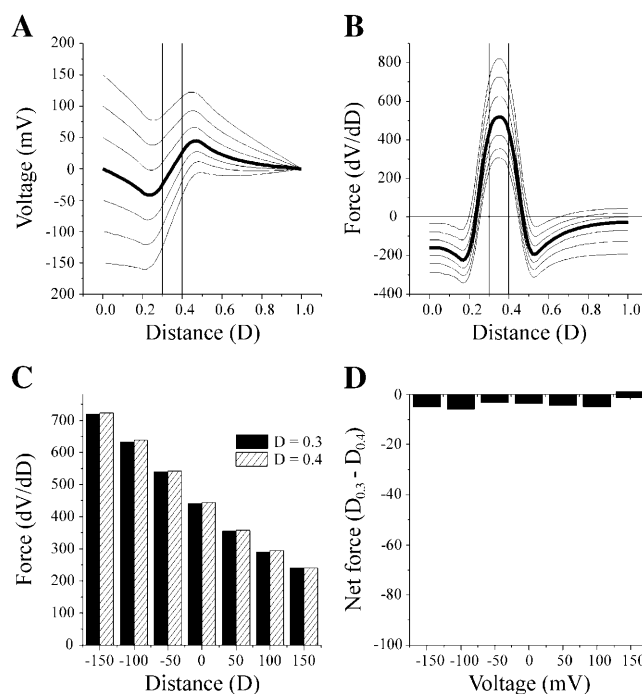 A
Voltage (mV)
150
100
50
0
-50
-100
-150
200
0.0 0.2 0.4 0.6 0.8 1.0
Distance (D)
B
Force (dV/dD)
800
600
400
200
0
-200
-400
0.0 0.2 0.4 0.6 0.8 1.0
Distance (D)
C
Force (dV/dD)
700
600
500
400
300
200
100
0
D = 0.3
D = 0.4
-150 -100 -50 0 50 100 150
Distance (D)
D
Net force (D0.3 - D0.4)
0
-20
-40
-60
-80
-100
-150 -100 -50 0 50 100 150
Voltage (mV)